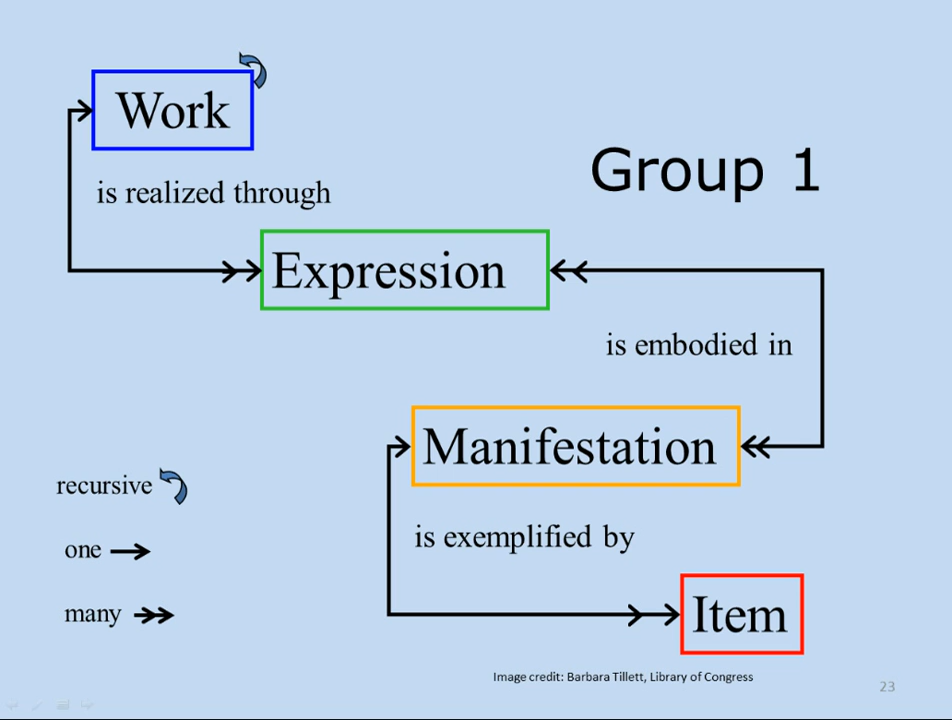 Work
is realized through
Group 1
Expression
is embodied in
Manifestation
recursive
is exemplified by
one
many
Item
Image credit: Barbara Tillett, Library of Congress
23